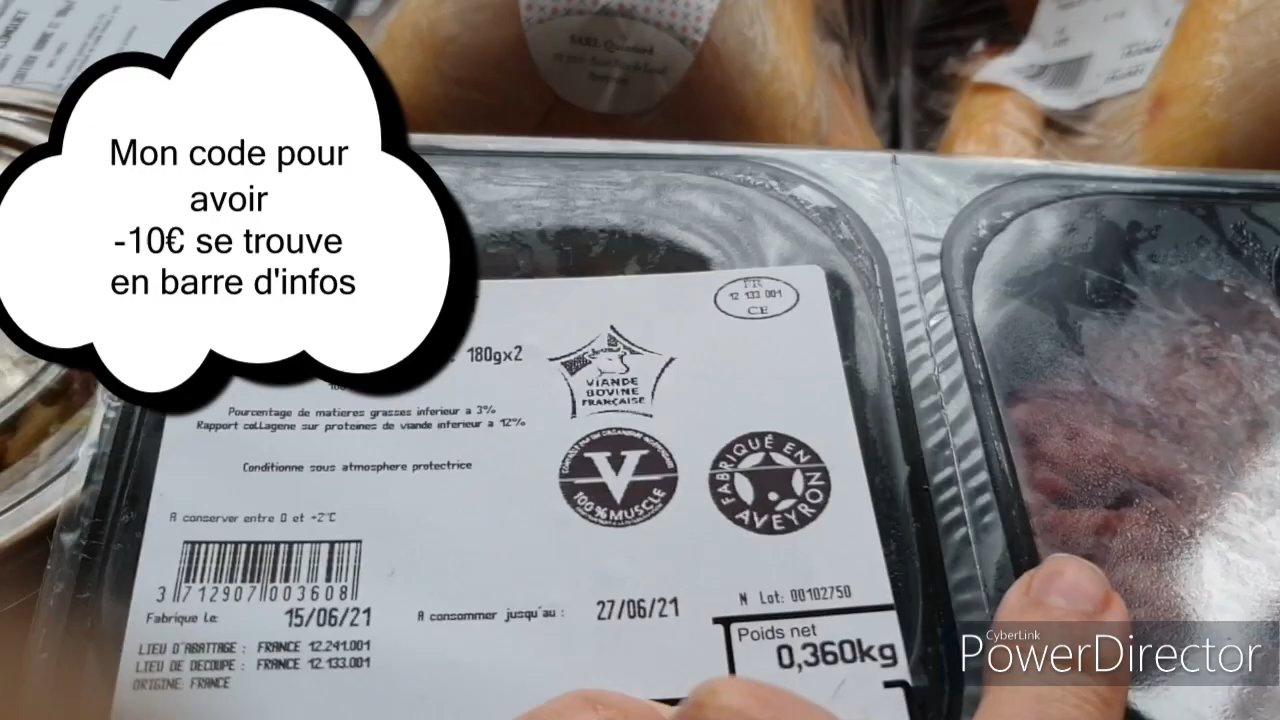 Mon code pour
avoir
-10€ se trouve
en barre d'infos
SARL Quintard
FR
12 133 001
CE
180gx2
VIANDE
BOVINE
FRANÇAISE
Pourcentage de matieres grasses inferieur a 3%
Rapport collagene sur proteines de viande inferieur a 12%
Conditionne sous atmosphere protectrice
V
100% MUSCLE
FABRIQUÉ EN
AVEYRON
A conserver entre 0 et +2°C
3 712907 003608
Fabrique le: 15/06/21
A consommer jusqu'au : 27/06/21
N Lot: 00102750
Poids net
0,360kg
LIEU D'ABATTAGE : FRANCE 12.241.001
LIEU DE DECOUPE : FRANCE 12.133.001
ORIGINE: FRANCE
CyberLink
PowerDirector